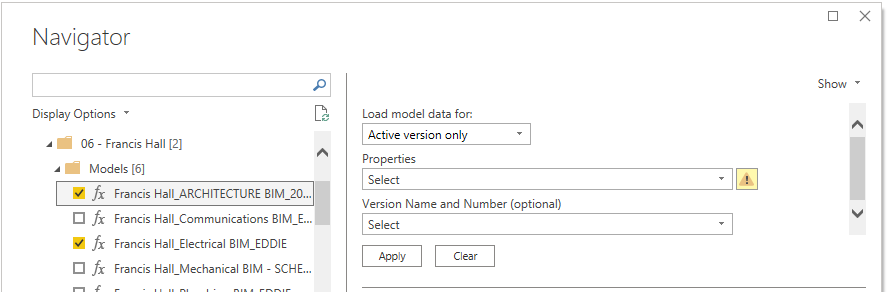 Navigator
Show
Display Options
Load model data for:
Active version only
06 - Francis Hall [2]
Models [6]
Properties
Francis Hall_ARCHITECTURE BIM_20...
Select
Francis Hall_Communications BIM_E...
Version Name and Number (optional)
Select
fx Francis Hall_Electrical BIM_EDDIE
Apply
Clear
Francis Hall_Mechanical BIM - SCHE...